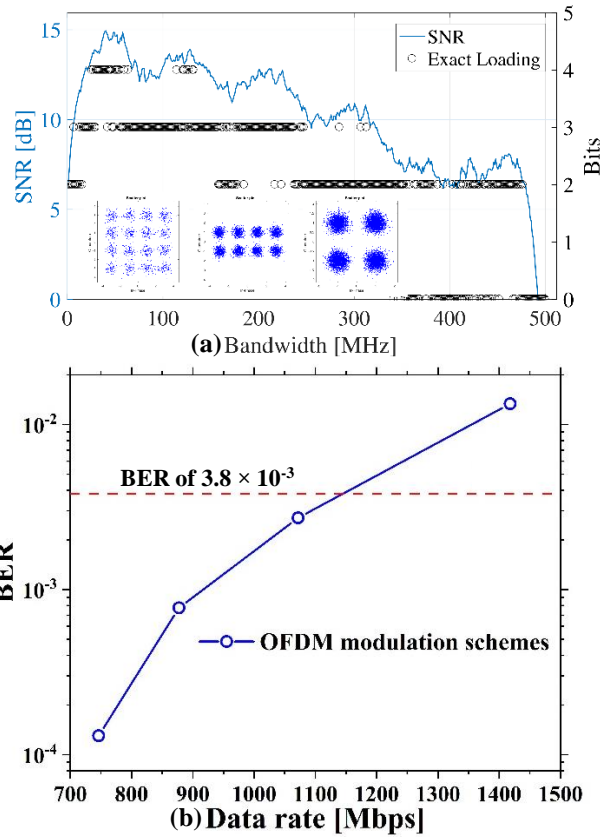 15
10
5
0
SNR [dB]
5
4
3
2
1
0
Bits
SNR
Exact Loading
0 100 200 300 400 500
(a) Bandwidth [MHz]
10⁻²
10⁻³
10⁻⁴
BER
BER of 3.8 × 10⁻³
OFDM modulation schemes
700 800 900 1000 1100 1200 1300 1400 1500
(b) Data rate [Mbps]